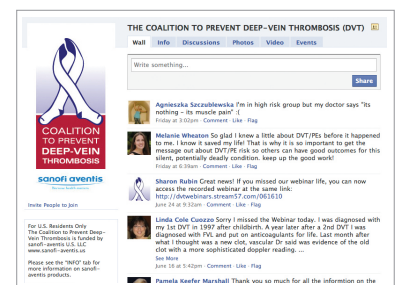 THE COALITION TO PREVENT DEEP-VEIN THROMBOSIS (DVT)
Wall Info Discussions Photos Video Events
Write something...
Share
COALITION
TO PREVENT
DEEP-VEIN
THROMBOSIS
sanofi aventis
Because health matters
Invite People to Join
For U.S. Residents Only
The Coalition to Prevent Deep-
Vein Thrombosis is funded by
sanofi-aventis U.S. LLC
www.sanofi-aventis.us
Please see the "INFO" tab for
more information on sanofi-
aventis products.
Agnieszka Szczublewska I'm in high risk group but my doctor says "its
nothing - its muscle pain" :(
Friday at 3:02pm · Comment · Like · Flag
Melanie Wheaton So glad I knew a little about DVT/PEs before it happened
to me. I know it saved my life! That is why it is so important to get the
message out about DVT/PE risk so others can have good outcomes for this
silent, potentially deadly condition. keep up the good work!
Friday at 8:39am · Comment · Like · Flag
Sharon Rubin Great news! If you missed our webinar live, you can now
access the recorded webinar at the same link:
http://dvtwebinars.stream57.com/061610
June 24 at 9:32am · Comment · Like · Flag
Linda Cole Cuozzo Sorry I missed the Webinar today. I was diagnosed with
my 1st DVT in 1997 after childbirth. A year later after a 2nd DVT I was
diagnosed with FVL and put on anticoagulants for life. Last month after
what I thought was a new clot, vascular Dr said was evidence of the old
clot with a more sophisticated doppler reading. ...
See More
June 16 at 5:42pm · Comment · Like · Flag
Pamela Keefer Marshall Thank you so much for all the informtion on the